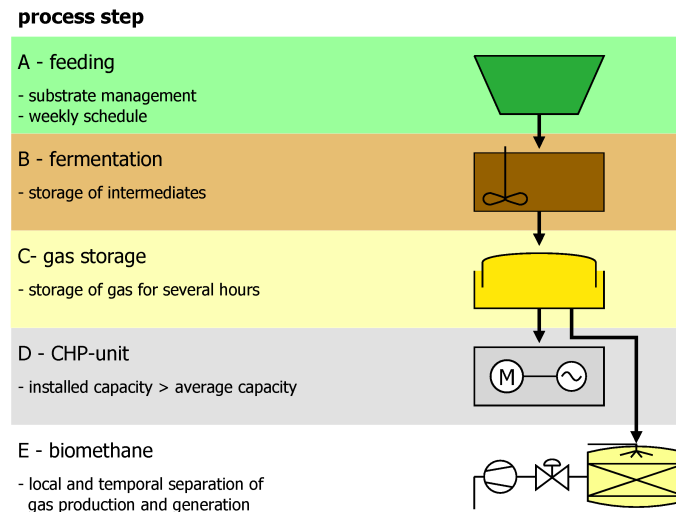 process step
A - feeding
- substrate management
- weekly schedule
B - fermentation
- storage of intermediates
C- gas storage
- storage of gas for several hours
D - CHP-unit
- installed capacity > average capacity
M
E - biomethane
- local and temporal separation of
gas production and generation